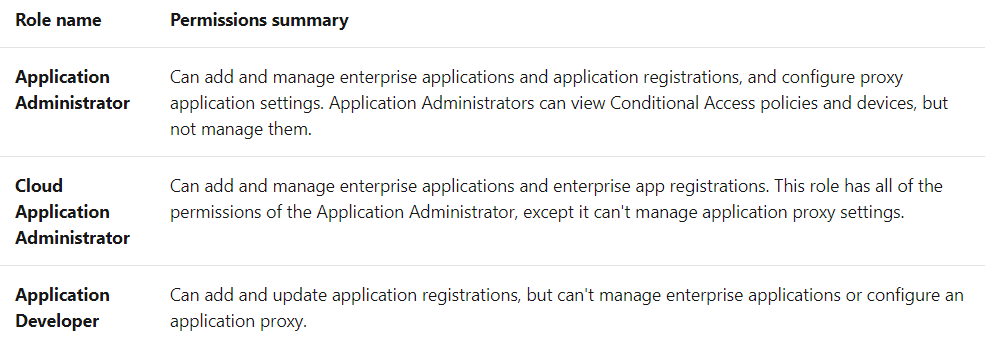 Role name Permissions summary
Application Administrator
Can add and manage enterprise applications and application registrations, and configure proxy
application settings. Application Administrators can view Conditional Access policies and devices, but
not manage them.
Cloud Application Administrator
Can add and manage enterprise applications and enterprise app registrations. This role has all of the
permissions of the Application Administrator, except it can't manage application proxy settings.
Application Developer
Can add and update application registrations, but can't manage enterprise applications or configure an
application proxy.